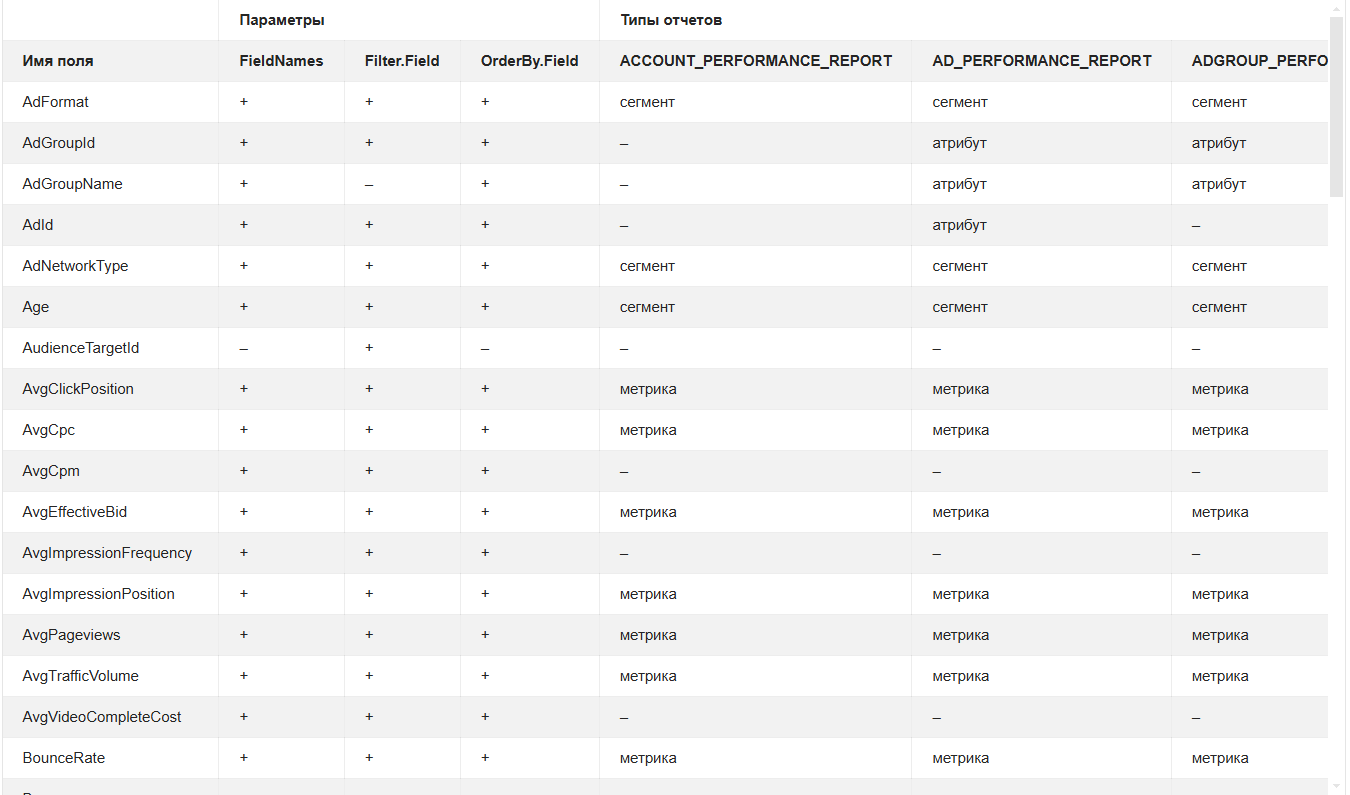 Параметры Типы отчетов
Имя поля FieldNames Filter.Field OrderBy.Field ACCOUNT_PERFORMANCE_REPORT AD_PERFORMANCE_REPORT ADGROUP_PERFO
AdFormat + + + сегмент сегмент сегмент
AdGroupId + + + – атрибут атрибут
AdGroupName + – + – атрибут атрибут
AdId + + + – атрибут –
AdNetworkType + + + сегмент сегмент сегмент
Age + + + сегмент сегмент сегмент
AudienceTargetId – + – – – –
AvgClickPosition + + + метрика метрика метрика
AvgCpc + + + метрика метрика метрика
AvgCpm + + + – – –
AvgEffectiveBid + + + метрика метрика метрика
AvgImpressionFrequency + + + – – –
AvgImpressionPosition + + + метрика метрика метрика
AvgPageviews + + + метрика метрика метрика
AvgTrafficVolume + + + метрика метрика метрика
AvgVideoCompleteCost + + + – – –
BounceRate + + + метрика метрика метрика